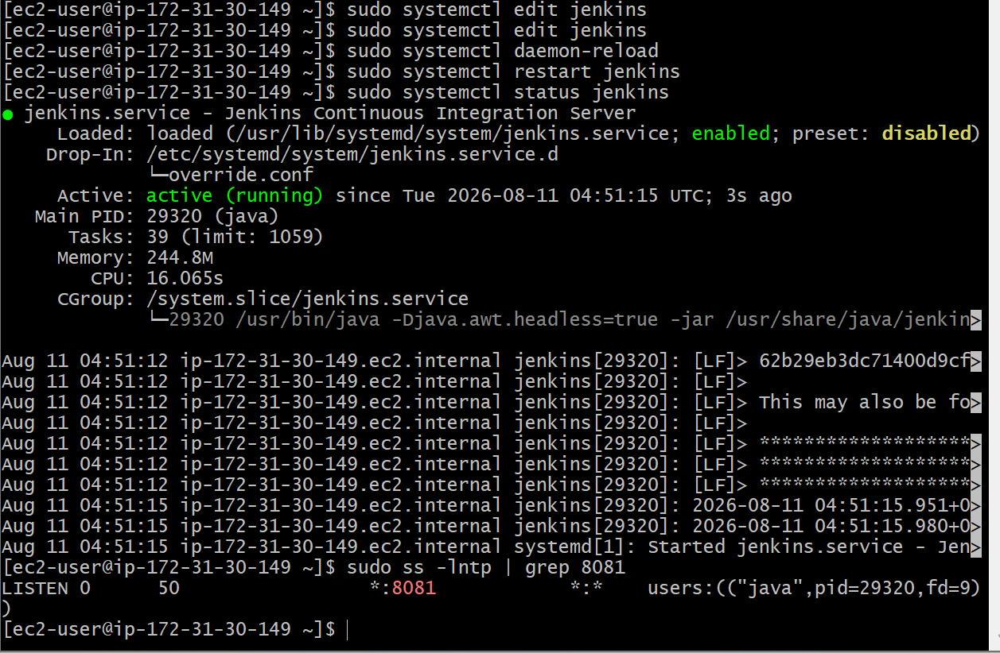 [ec2-user@ip-172-31-30-149 ~]$ sudo systemctl edit jenkins
[ec2-user@ip-172-31-30-149 ~]$ sudo systemctl edit jenkins
[ec2-user@ip-172-31-30-149 ~]$ sudo systemctl daemon-reload
[ec2-user@ip-172-31-30-149 ~]$ sudo systemctl restart jenkins
[ec2-user@ip-172-31-30-149 ~]$ sudo systemctl status jenkins
● jenkins.service - Jenkins Continuous Integration Server
     Loaded: loaded (/usr/lib/systemd/system/jenkins.service; enabled; preset: disabled)
    Drop-In: /etc/systemd/system/jenkins.service.d
             └─override.conf
     Active: active (running) since Tue 2026-08-11 04:51:15 UTC; 3s ago
   Main PID: 29320 (java)
      Tasks: 39 (limit: 1059)
     Memory: 244.8M
        CPU: 16.065s
     CGroup: /system.slice/jenkins.service
             └─29320 /usr/bin/java -Djava.awt.headless=true -jar /usr/share/java/jenkin>

Aug 11 04:51:12 ip-172-31-30-149.ec2.internal jenkins[29320]: [LF]> 62b29eb3dc71400d9cf>
Aug 11 04:51:12 ip-172-31-30-149.ec2.internal jenkins[29320]: [LF]>
Aug 11 04:51:12 ip-172-31-30-149.ec2.internal jenkins[29320]: [LF]> This may also be fo>
Aug 11 04:51:12 ip-172-31-30-149.ec2.internal jenkins[29320]: [LF]>
Aug 11 04:51:12 ip-172-31-30-149.ec2.internal jenkins[29320]: [LF]> *******************>
Aug 11 04:51:12 ip-172-31-30-149.ec2.internal jenkins[29320]: [LF]> *******************>
Aug 11 04:51:12 ip-172-31-30-149.ec2.internal jenkins[29320]: [LF]> *******************>
Aug 11 04:51:15 ip-172-31-30-149.ec2.internal jenkins[29320]: 2026-08-11 04:51:15.951+0>
Aug 11 04:51:15 ip-172-31-30-149.ec2.internal jenkins[29320]: 2026-08-11 04:51:15.980+0>
Aug 11 04:51:15 ip-172-31-30-149.ec2.internal systemd[1]: Started jenkins.service - Jen>
[ec2-user@ip-172-31-30-149 ~]$ sudo ss -lntp | grep 8081
LISTEN 0      50                 *:8081            *:*    users:(("java",pid=29320,fd=9)
)
[ec2-user@ip-172-31-30-149 ~]$